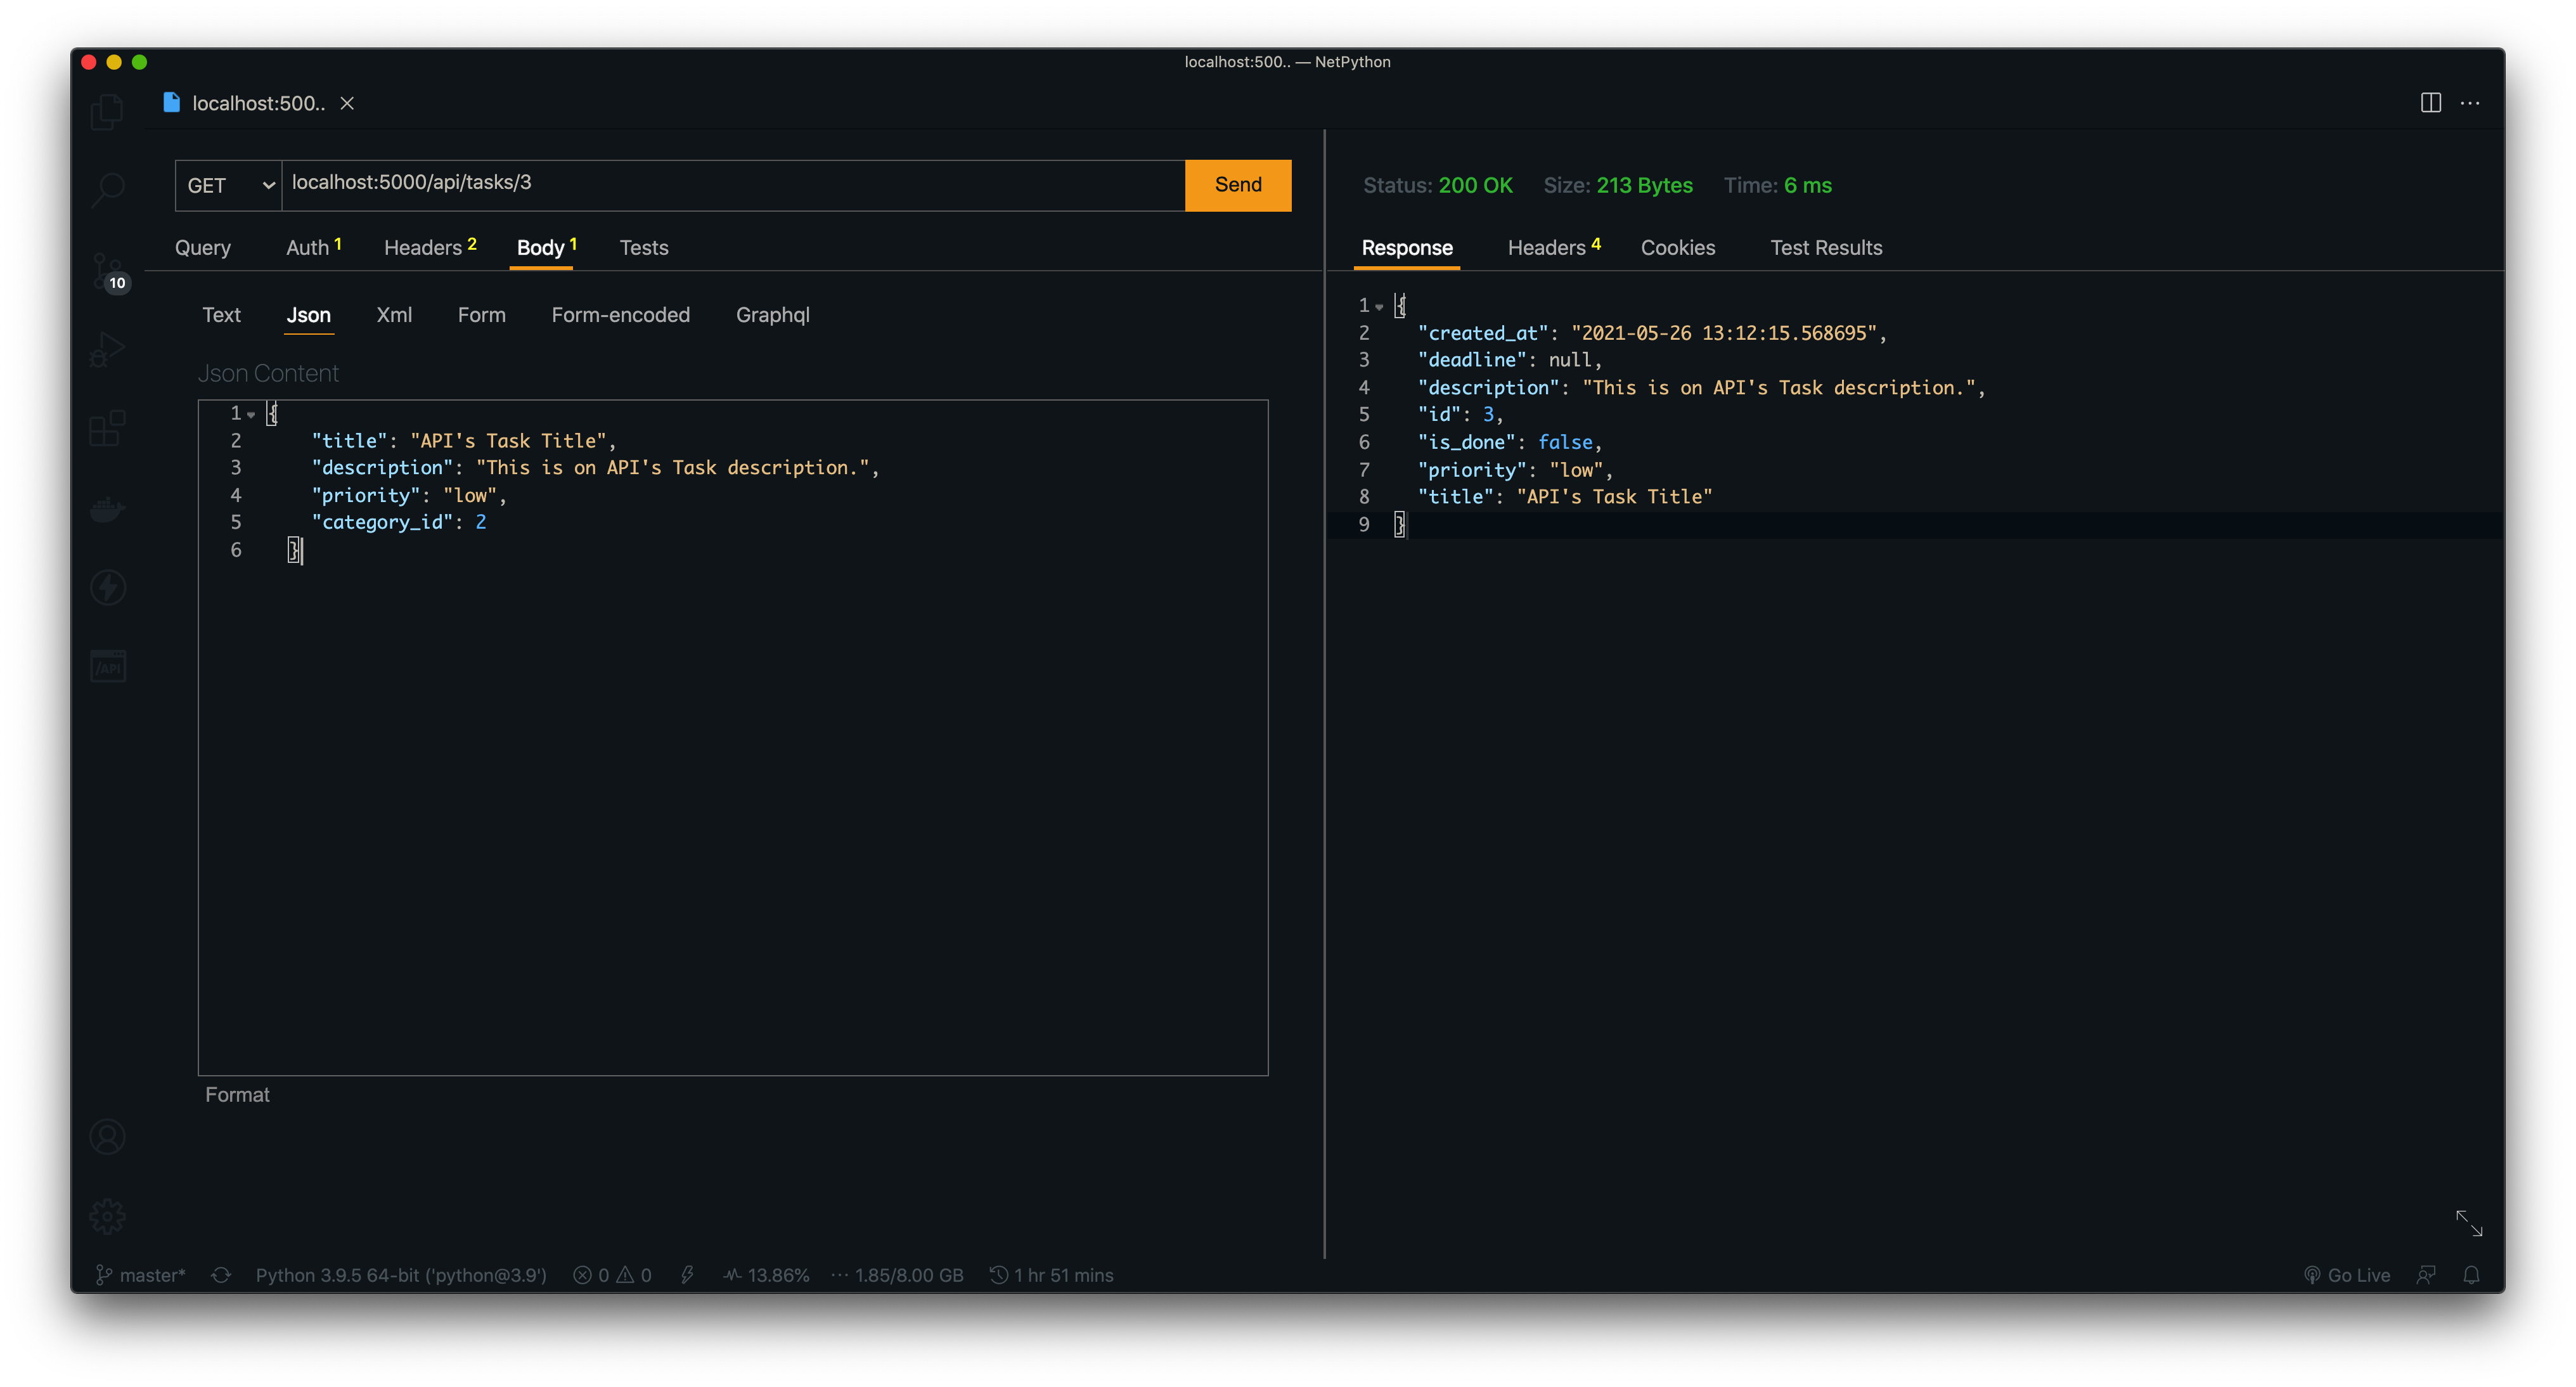 localhost:500.. — NetPython
localhost:500..
GET
localhost:5000/api/tasks/3
Send
Status: 200 OK Size: 213 Bytes Time: 6 ms
Query Auth 1 Headers 2 Body 1 Tests
Response Headers 4 Cookies Test Results
10
Text Json Xml Form Form-encoded Graphql
Json Content
1 {
2 "title": "API's Task Title",
3 "description": "This is on API's Task description.",
4 "priority": "low",
5 "category_id": 2
6 }
Format
1 {
2 "created_at": "2021-05-26 13:12:15.568695",
3 "deadline": null,
4 "description": "This is on API's Task description.",
5 "id": 3,
6 "is_done": false,
7 "priority": "low",
8 "title": "API's Task Title"
9 }
/API
master* Python 3.9.5 64-bit ('python@3.9') 0 0 13.86% ··· 1.85/8.00 GB 1 hr 51 mins Go Live